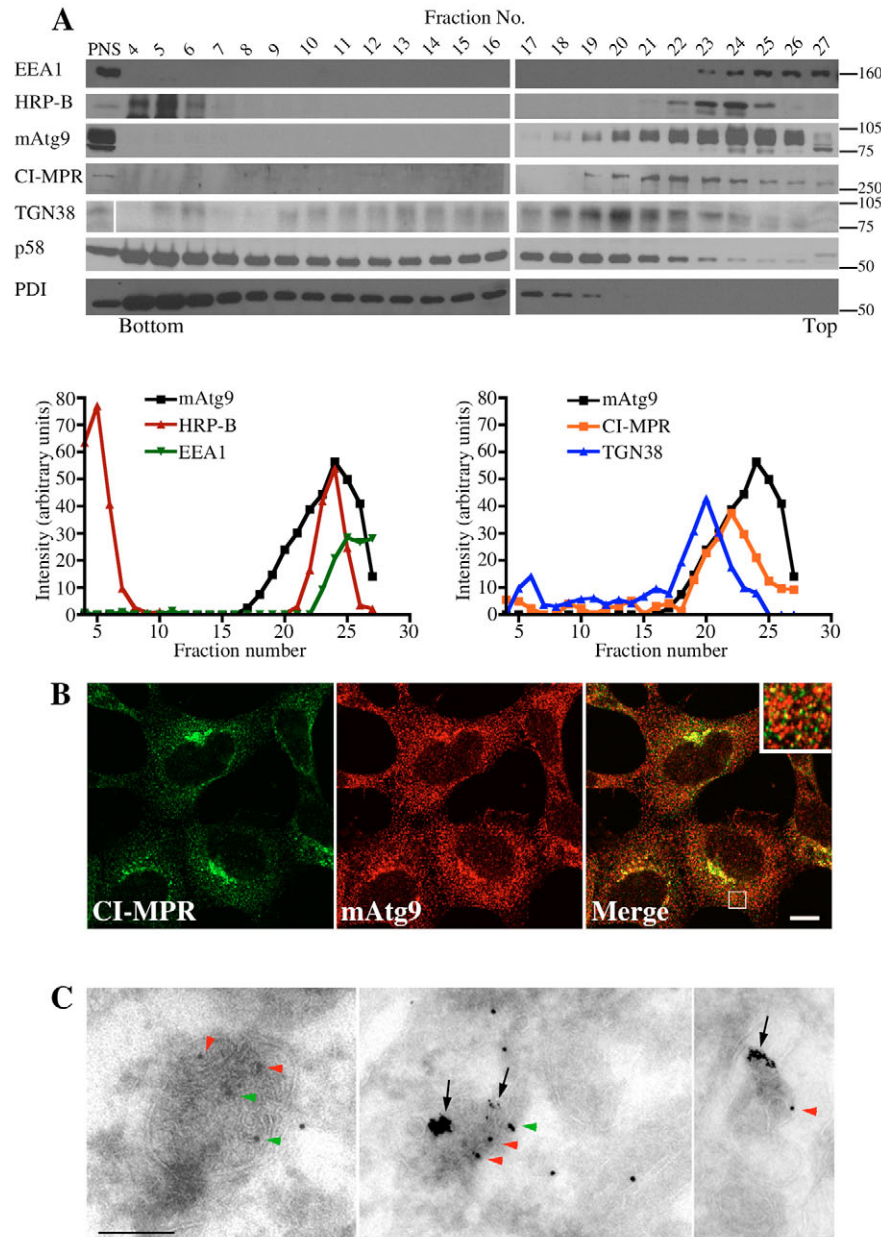 A
Fraction No.
PNS 4 5 6 7 8 9 10 11 12 13 14 15 16 17 18 19 20 21 22 23 24 25 26 27
EEA1 160
HRP-B
mAtg9 105
75
CI-MPR 250
TGN38 105
75
p58 50
PDI 50
Bottom Top
mAtg9
HRP-B
EEA1
Intensity (arbitrary units)
80
70
60
50
40
30
20
10
0
5 10 15 20 25 30
Fraction number
mAtg9
CI-MPR
TGN38
Intensity (arbitrary units)
80
70
60
50
40
30
20
10
0
5 10 15 20 25 30
Fraction number
B
CI-MPR mAtg9 Merge
C